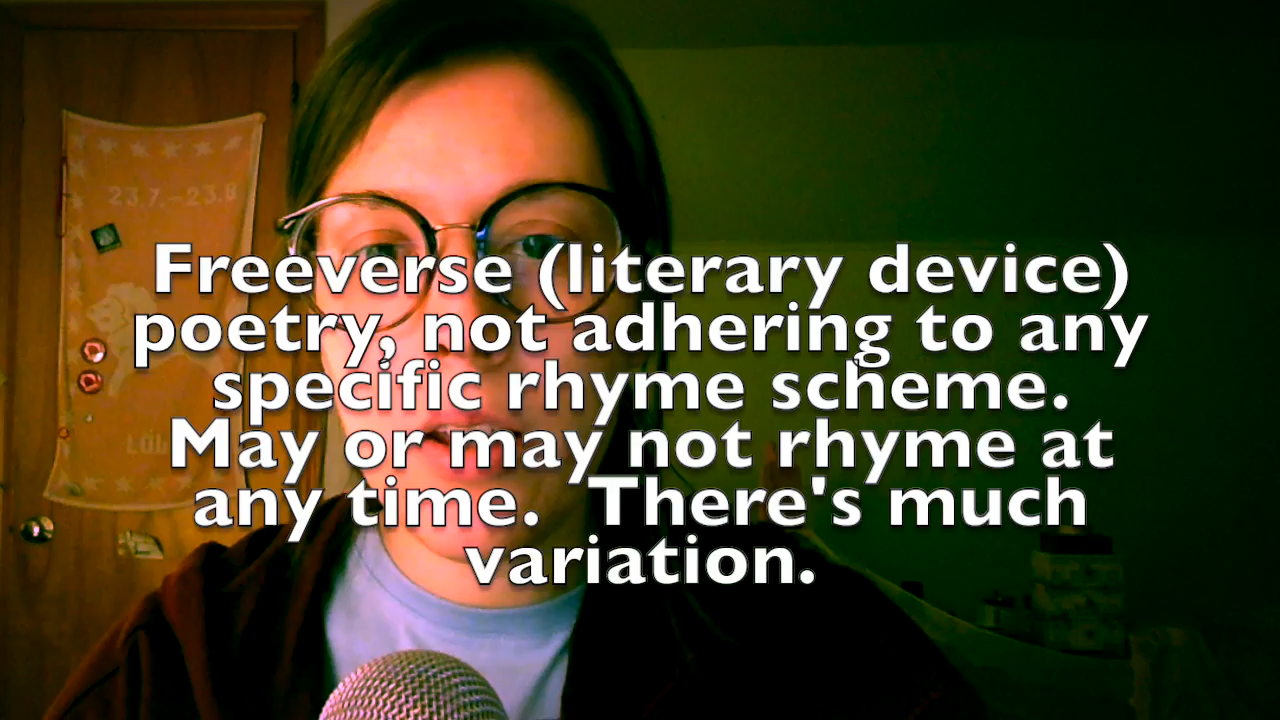 23.7.-23.8
Freeverse (literary device)
poetry, not adhering to any
specific rhyme scheme.
May or may not rhyme at
any time.  There's much
variation.